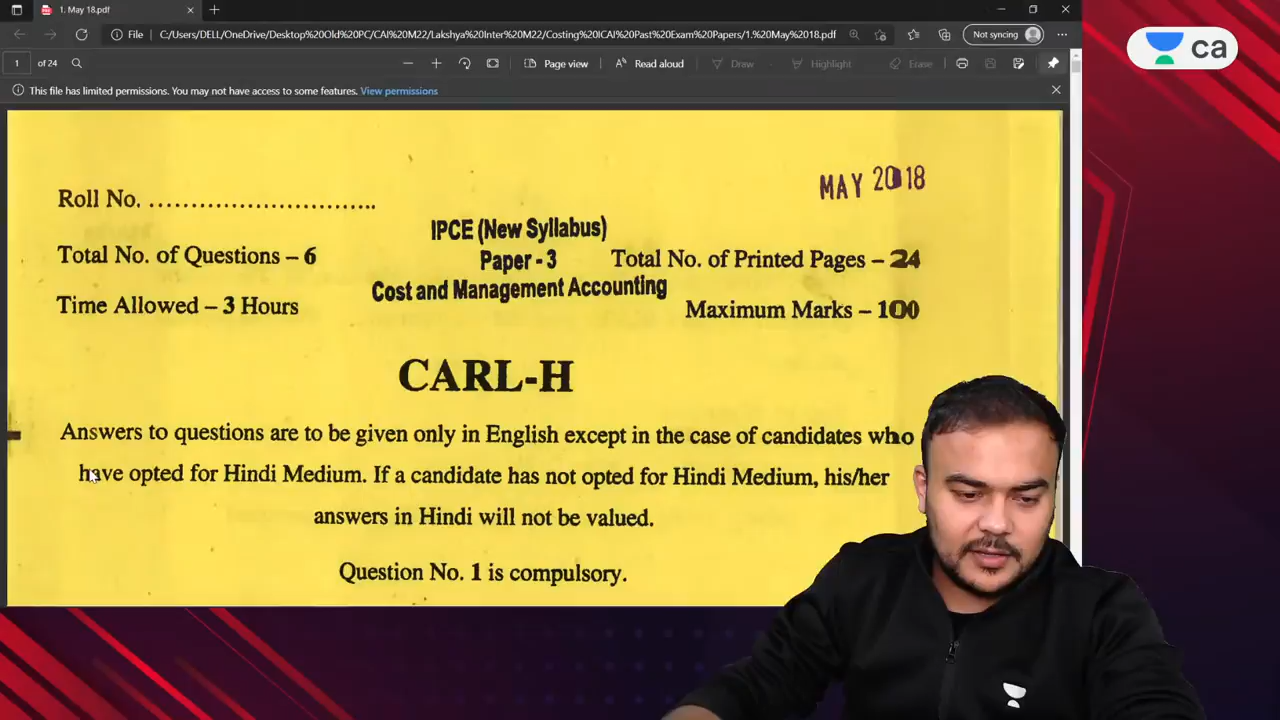 1. May 18.pdf
File
C:/Users/DELL/OneDrive/Desktop%20Old%20PC/CA%20M22/Lakshya%20Inter%20M22/Costing%20ICAI%20Past%20Exam%20Papers/1.%20May%2018.pdf
Not syncing
1 of 24
Page view
Read aloud
Draw
Highlight
Erase
This file has limited permissions. You may not have access to some features. View permissions
ca
MAY 2018
Roll No. ...............................
IPCE (New Syllabus)
Total No. of Questions – 6
Paper - 3
Total No. of Printed Pages – 24
Cost and Management Accounting
Time Allowed – 3 Hours
Maximum Marks – 100
CARL-H
Answers to questions are to be given only in English except in the case of candidates who
have opted for Hindi Medium. If a candidate has not opted for Hindi Medium, his/her
answers in Hindi will not be valued.
Question No. 1 is compulsory.